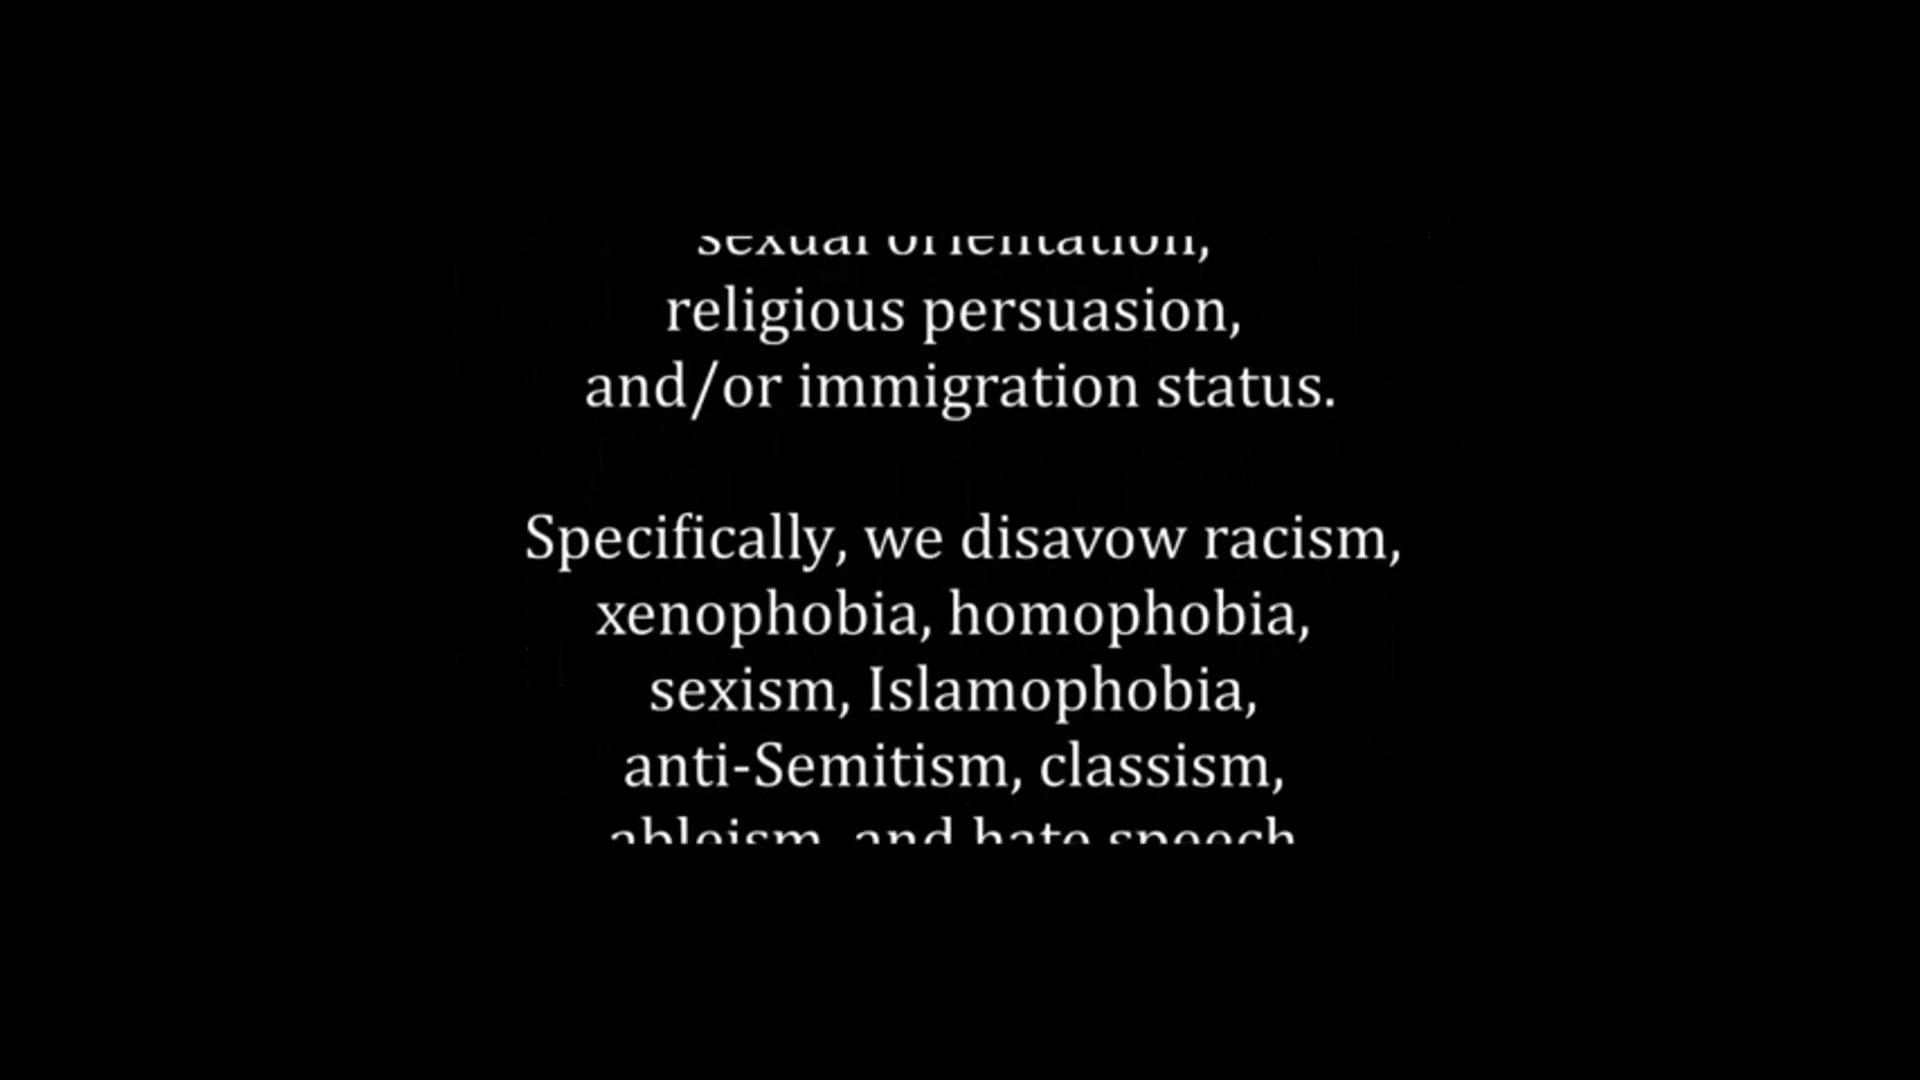 sexual orientation,
religious persuasion,
and/or immigration status.
Specifically, we disavow racism,
xenophobia, homophobia,
sexism, Islamophobia,
anti-Semitism, classism,
ableism, and hate speech